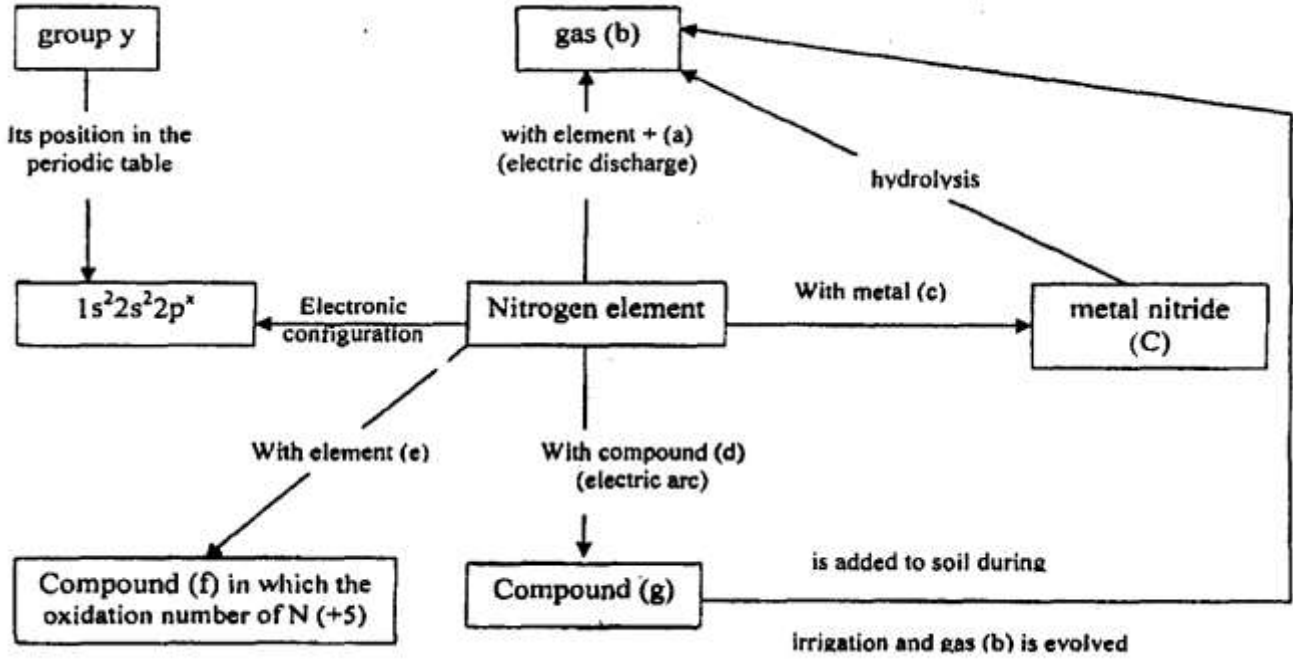 group y
gas (b)
Its position in the
periodic table
with element + (a)
(electric discharge)
hydrolysis
1s²2s²2pˣ
Electronic
configuration
Nitrogen element
With metal (c)
metal nitride
(C)
With element (e)
With compound (d)
(electric arc)
Compound (f) in which the
oxidation number of N (+5)
Compound (g)
is added to soil during
irrigation and gas (b) is evolved